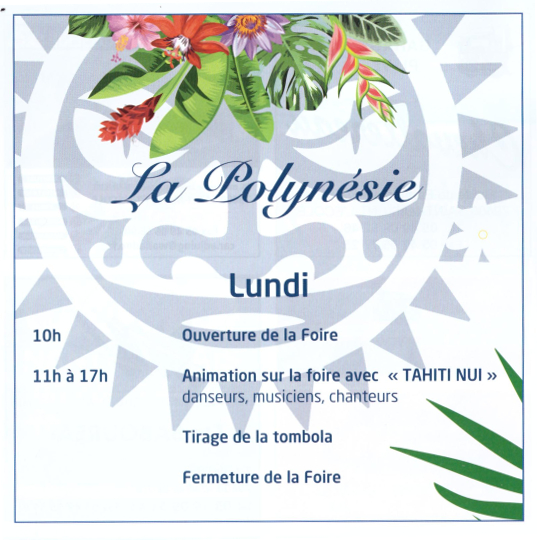 La Polynésie
Lundi
10h Ouverture de la Foire
11h à 17h Animation sur la foire avec « TAHITI NUI »
danseurs, musiciens, chanteurs
Tirage de la tombola
Fermeture de la Foire